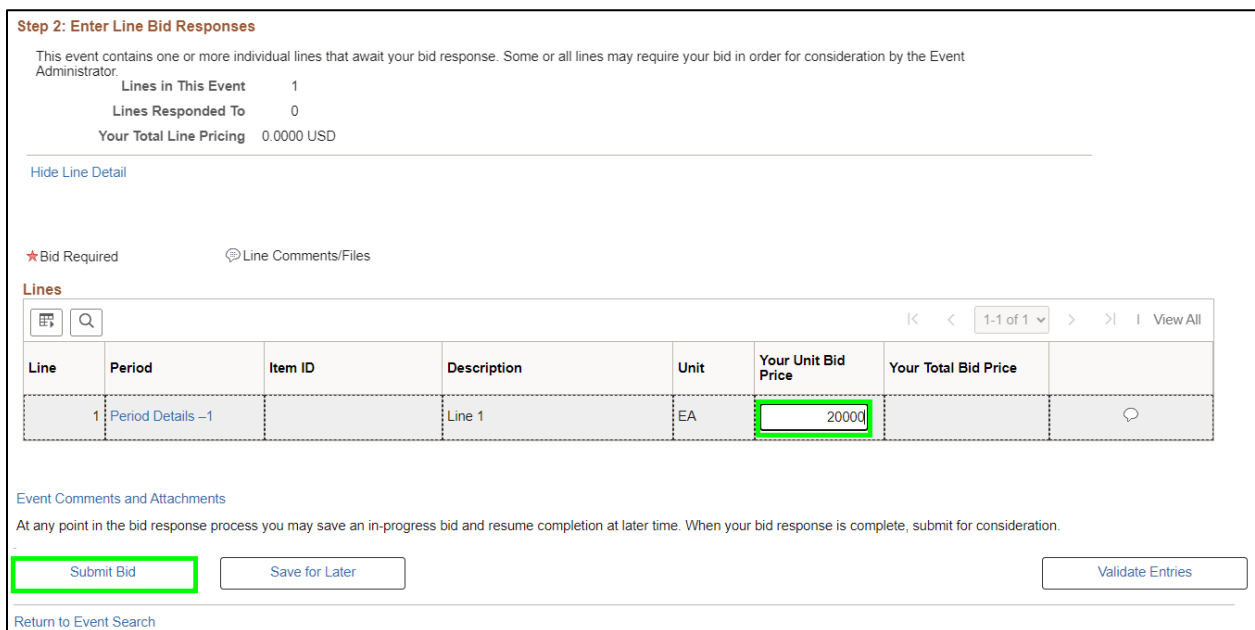 Step 2: Enter Line Bid Responses
This event contains one or more individual lines that await your bid response. Some or all lines may require your bid in order for consideration by the Event
Administrator.
Lines in This Event 1
Lines Responded To 0
Your Total Line Pricing 0.0000 USD
Hide Line Detail
Bid Required Line Comments/Files
Lines
1-1 of 1 View All
Line Period Item ID Description Unit Your Unit Bid Price Your Total Bid Price
1 Period Details –1 Line 1 EA 20000
Event Comments and Attachments
At any point in the bid response process you may save an in-progress bid and resume completion at later time. When your bid response is complete, submit for consideration.
Submit Bid Save for Later Validate Entries
Return to Event Search